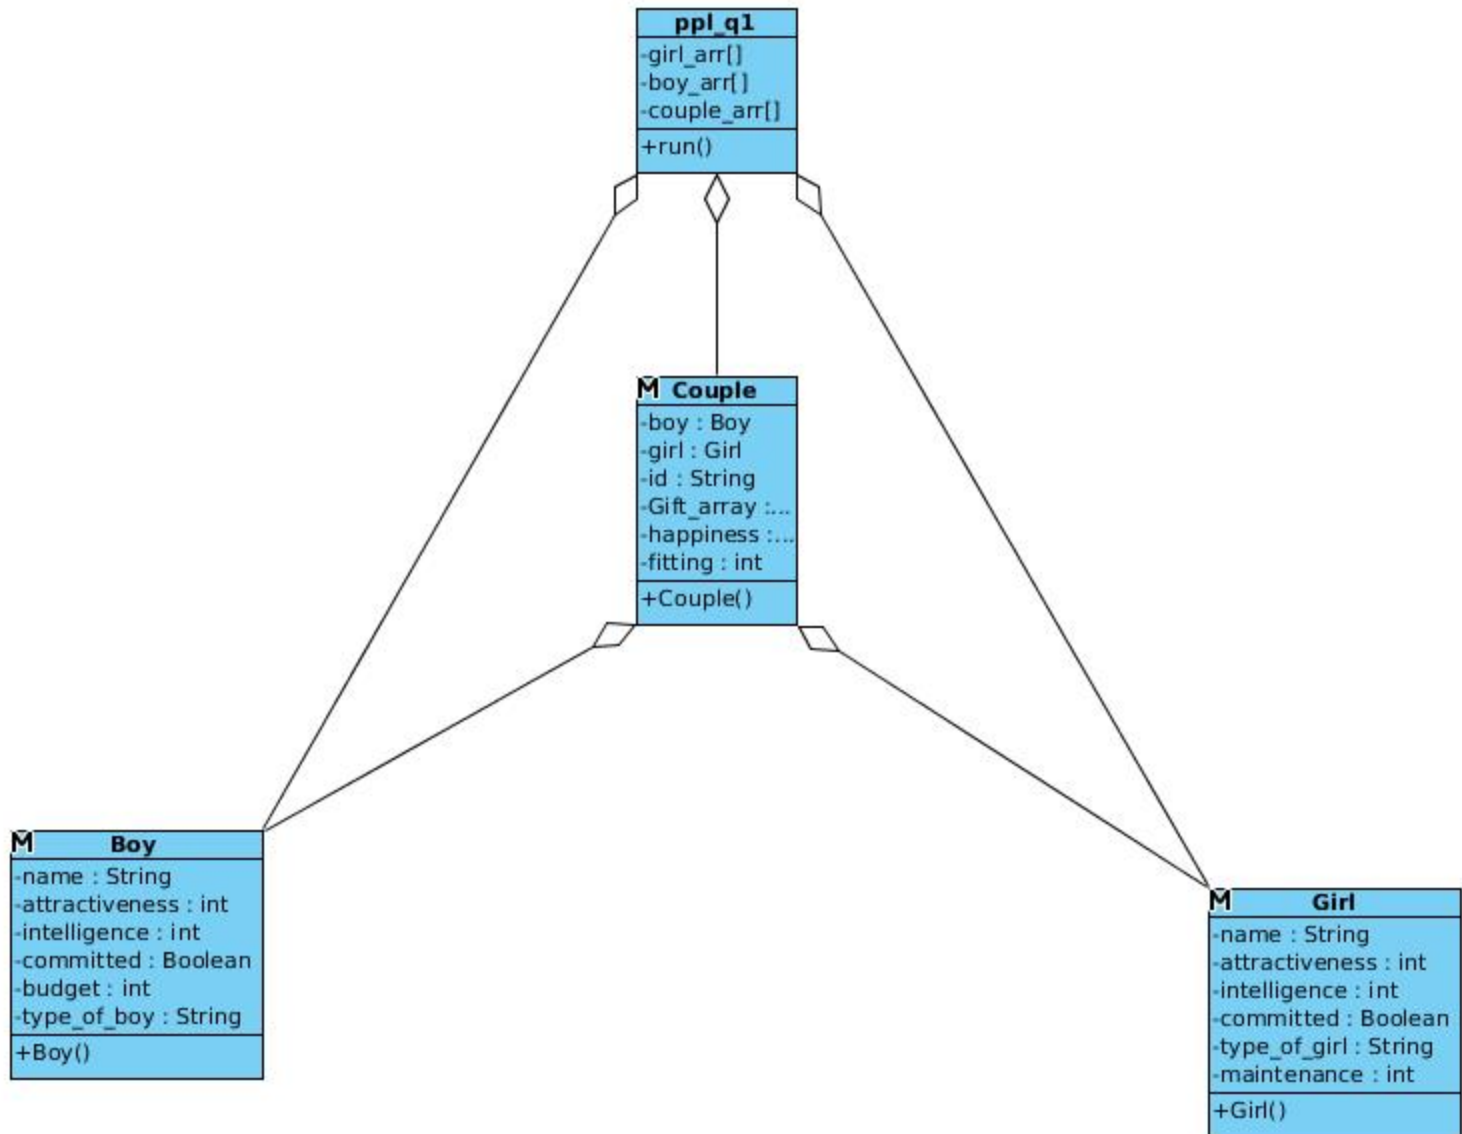 ppl_q1
-girl_arr[]
-boy_arr[]
-couple_arr[]
+run()
M Couple
-boy : Boy
-girl : Girl
-id : String
-Gift_array :...
-happiness :...
-fitting : int
+Couple()
M Boy
-name : String
-attractiveness : int
-intelligence : int
-committed : Boolean
-budget : int
-type_of_boy : String
+Boy()
M Girl
-name : String
-attractiveness : int
-intelligence : int
-committed : Boolean
-type_of_girl : String
-maintenance : int
+Girl()